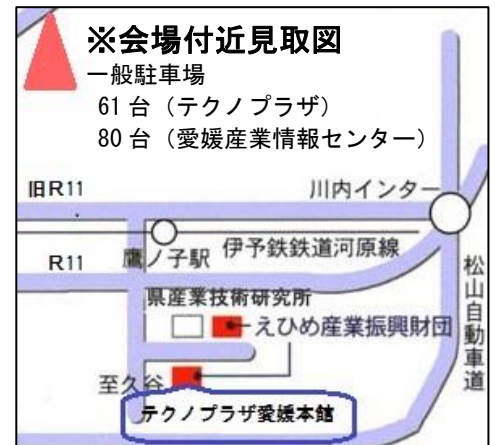 ※会場付近見取図
一般駐車場
61台（テクノプラザ）
80台（愛媛産業情報センター）
旧R11
川内インター
鷹ノ子駅
伊予鉄鉄道河原線
R11
松山自動車道
県産業技術研究所
えひめ産業振興財団
至久谷
テクノプラザ愛媛本館